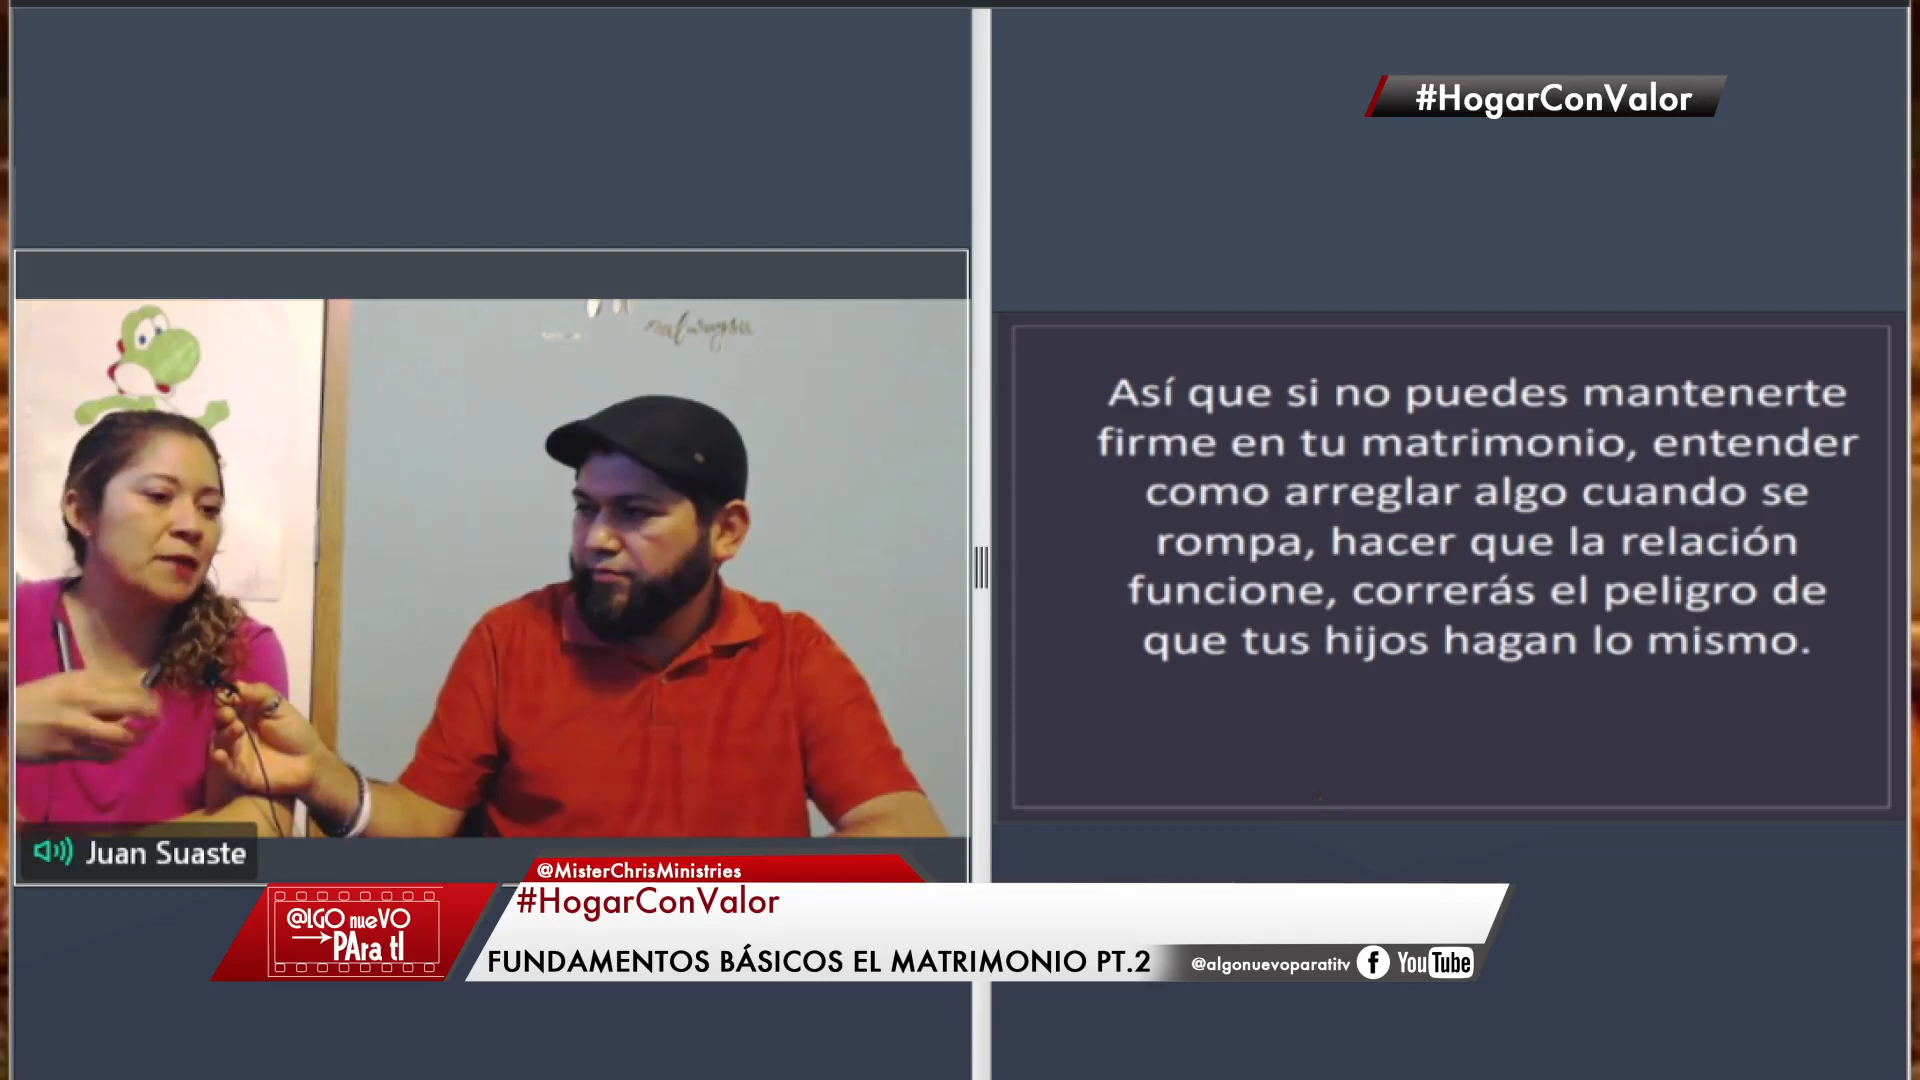 #HogarConValor
Así que si no puedes mantenerte
firme en tu matrimonio, entender
como arreglar algo cuando se
rompa, hacer que la relación
funcione, correrás el peligro de
que tus hijos hagan lo mismo.
Juan Suaste
@MisterChrisMinistries
#HogarConValor
@LGO nueVO
PAra tI
FUNDAMENTOS BÁSICOS EL MATRIMONIO PT.2
@algonuevoparatitv f YouTube